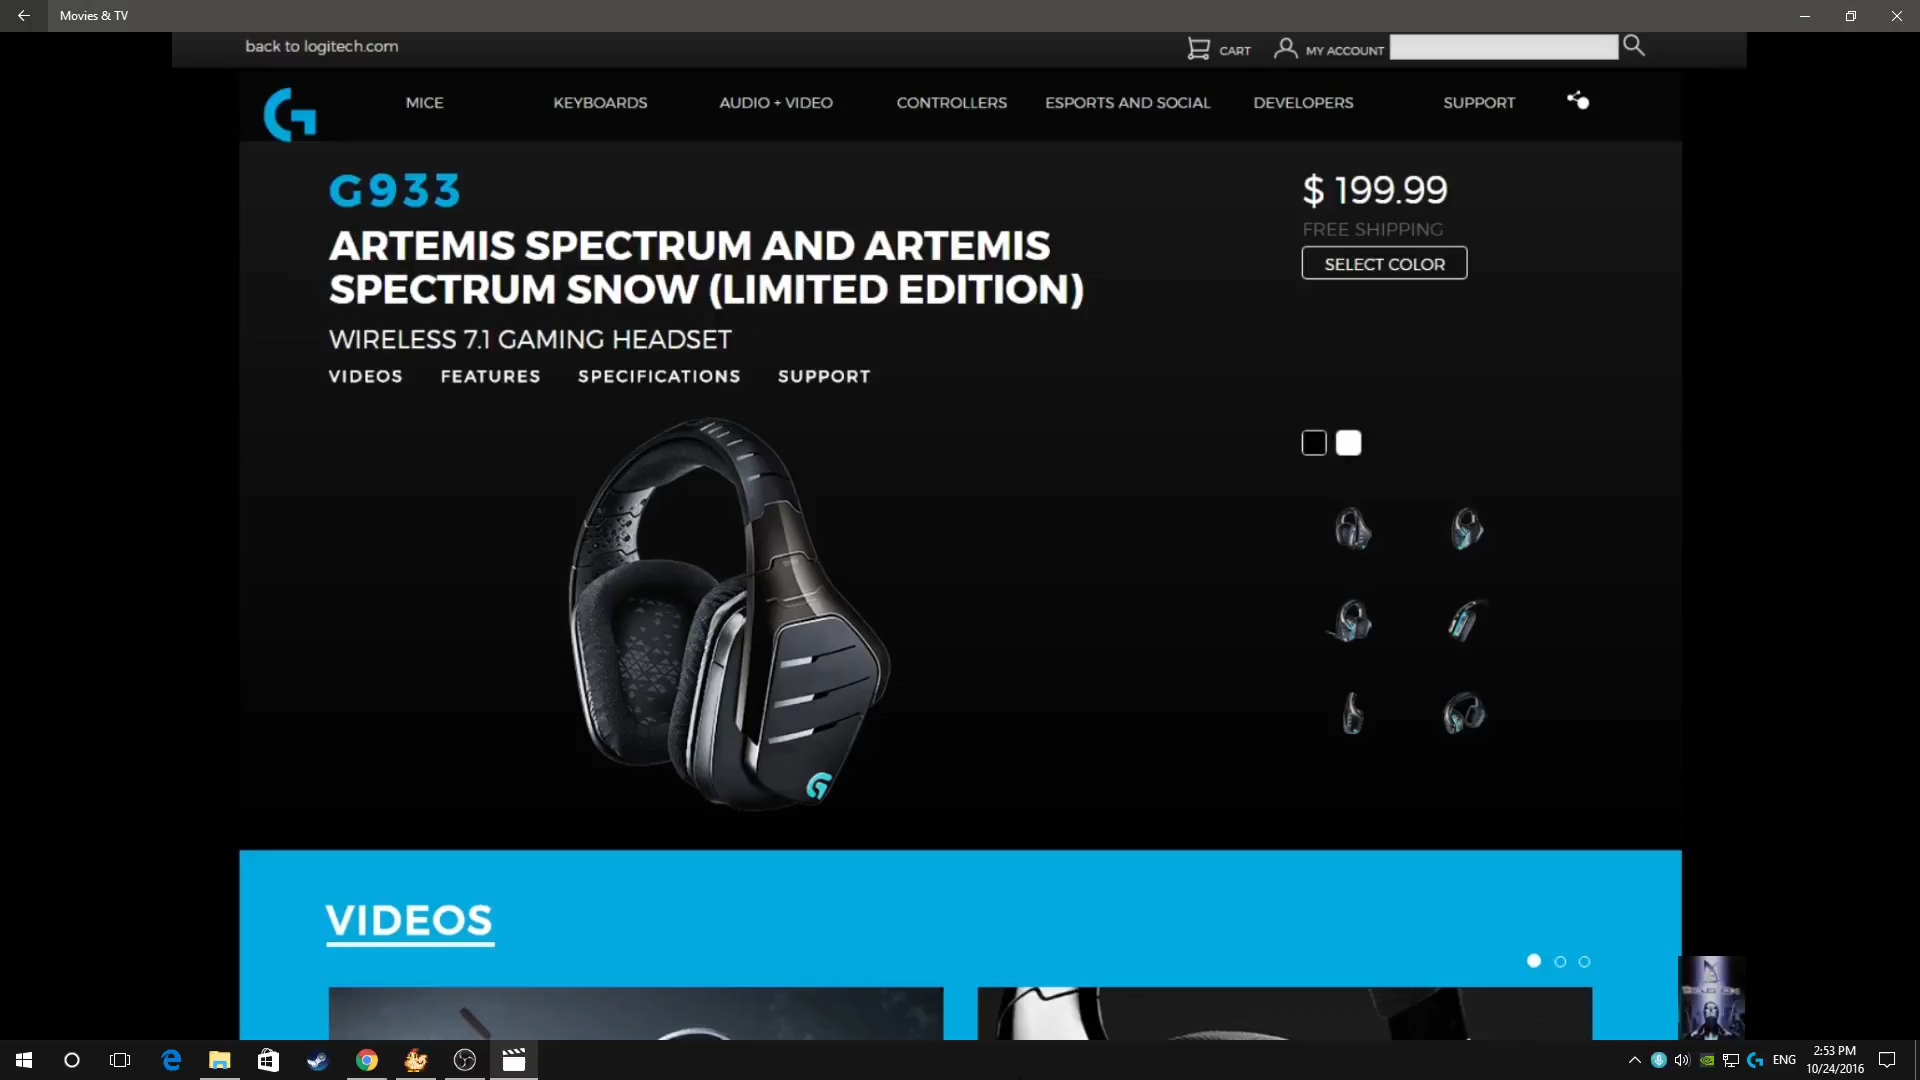 Movies & TV
back to logitech.com
CART
MY ACCOUNT
MICE
KEYBOARDS
AUDIO + VIDEO
CONTROLLERS
ESPORTS AND SOCIAL
DEVELOPERS
SUPPORT
G933
ARTEMIS SPECTRUM AND ARTEMIS
SPECTRUM SNOW (LIMITED EDITION)
WIRELESS 7.1 GAMING HEADSET
VIDEOS
FEATURES
SPECIFICATIONS
SUPPORT
$ 199.99
FREE SHIPPING
SELECT COLOR
VIDEOS
ENG
2:53 PM
10/24/2016